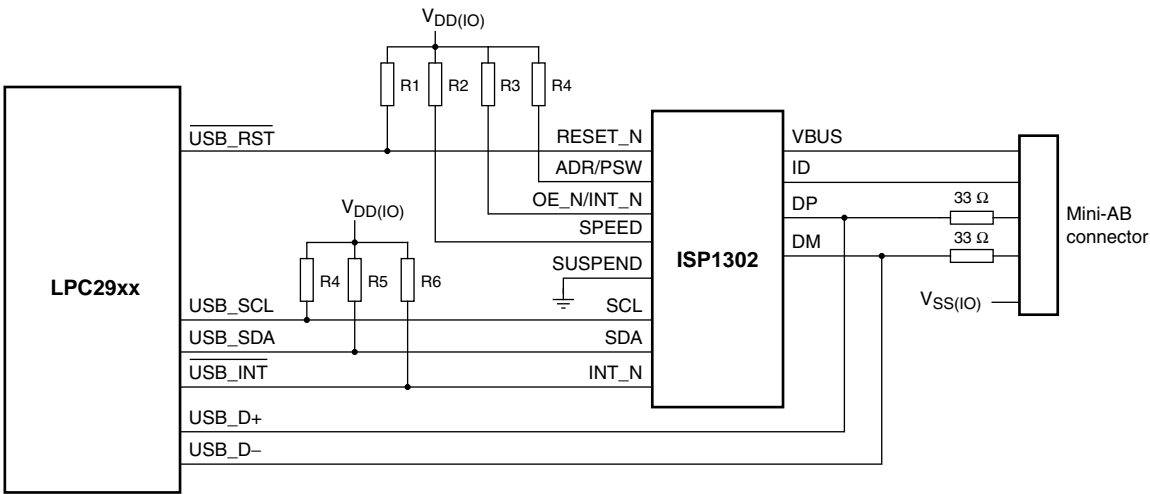 VDD(IO)
R1 R2 R3 R4
USB_RST RESET_N VBUS
ADR/PSW ID
OE_N/INT_N DP 33 Ω
SPEED DM 33 Ω
Mini-AB
connector
VDD(IO)
SUSPEND
LPC29xx
ISP1302
R4 R5 R6
VSS(IO)
USB_SCL SCL
USB_SDA SDA
USB_INT INT_N
USB_D+
USB_D−